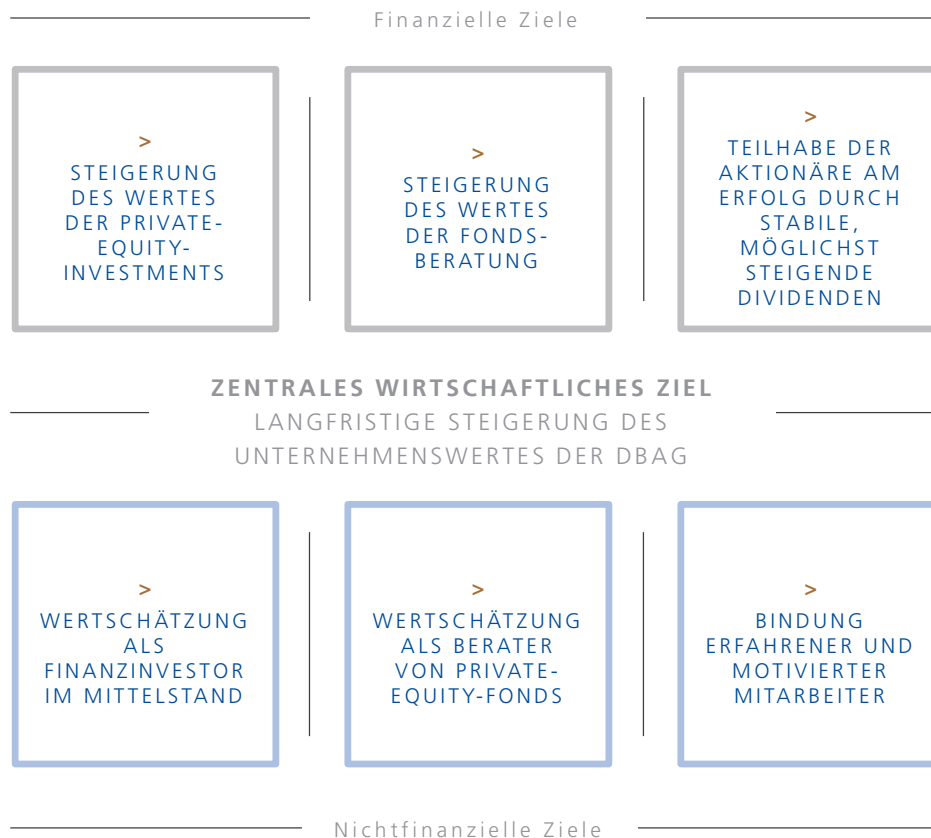 Finanzielle Ziele
>
STEIGERUNG
DES WERTES
DER PRIVATE-
EQUITY-
INVESTMENTS
>
STEIGERUNG
DES WERTES
DER FONDS-
BERATUNG
>
TEILHABE DER
AKTIONÄRE AM
ERFOLG DURCH
STABILE,
MÖGLICHST
STEIGENDE
DIVIDENDEN
ZENTRALES WIRTSCHAFTLICHES ZIEL
LANGFRISTIGE STEIGERUNG DES
UNTERNEHMENSWERTES DER DBAG
>
WERTSCHÄTZUNG
ALS
FINANZINVESTOR
IM MITTELSTAND
>
WERTSCHÄTZUNG
ALS BERATER
VON PRIVATE-
EQUITY-FONDS
>
BINDUNG
ERFAHRENER UND
MOTIVIERTER
MITARBEITER
Nichtfinanzielle Ziele